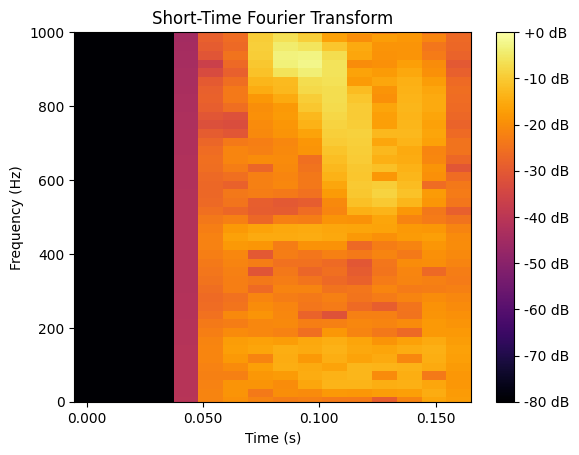 Short-Time Fourier Transform
1000
800
600
400
200
0
Frequency (Hz)
0.000
0.050
0.100
0.150
Time (s)
+0 dB
-10 dB
-20 dB
-30 dB
-40 dB
-50 dB
-60 dB
-70 dB
-80 dB